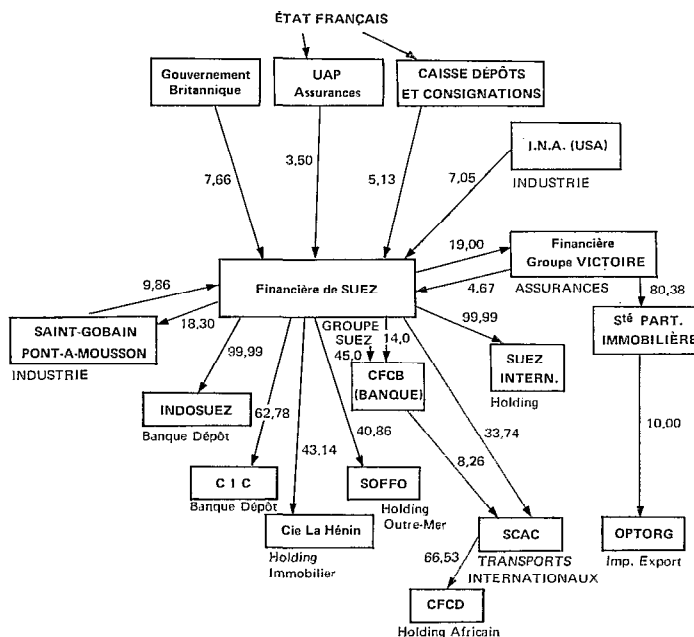 ÉTAT FRANÇAIS
Gouvernement
Britannique
UAP
Assurances
CAISSE DÉPÔTS
ET CONSIGNATIONS
I.N.A. (USA)
INDUSTRIE
7,66
3,50
5,13
7,05
19,00
Financière
Groupe VICTOIRE
ASSURANCES
9,86
Financière de SUEZ
4.67
80,38
18,30
99,99
SAINT-GOBAIN
PONT-A-MOUSSON
INDUSTRIE
GROUPE
SUEZ
45,0
14,0
Sté PART.
IMMOBILIÈRE
99,99
SUEZ
INTERN.
Holding
CFCB
(BANQUE)
INDOSUEZ
Banque Dépôt
62,78
43,14
40,86
33,74
8,26
10,00
C I C
Banque Dépôt
SOFFO
Holding
Outre-Mer
Cie La Hénin
Holding
Immobilier
SCAC
TRANSPORTS
INTERNATIONAUX
OPTORG
Imp. Export
66,53
CFCD
Holding Africain